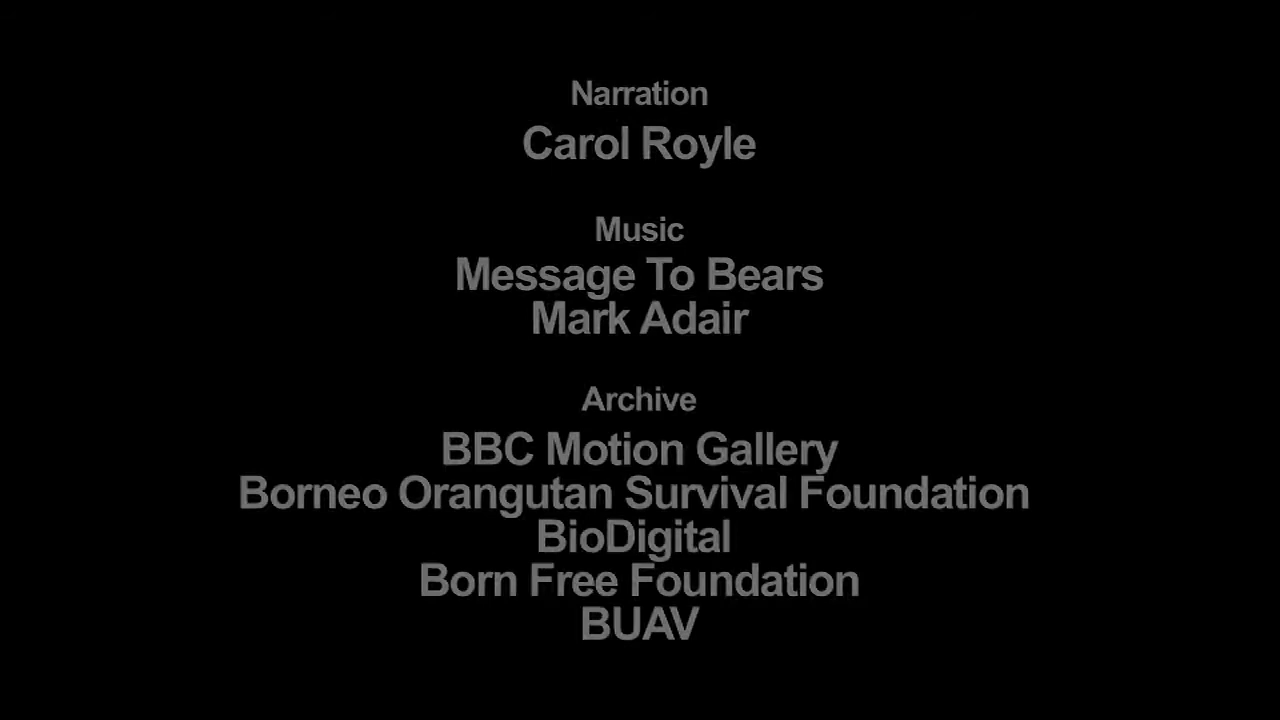 Narration
Carol Royle
Music
Message To Bears
Mark Adair
Archive
BBC Motion Gallery
Borneo Orangutan Survival Foundation
BioDigital
Born Free Foundation
BUAV